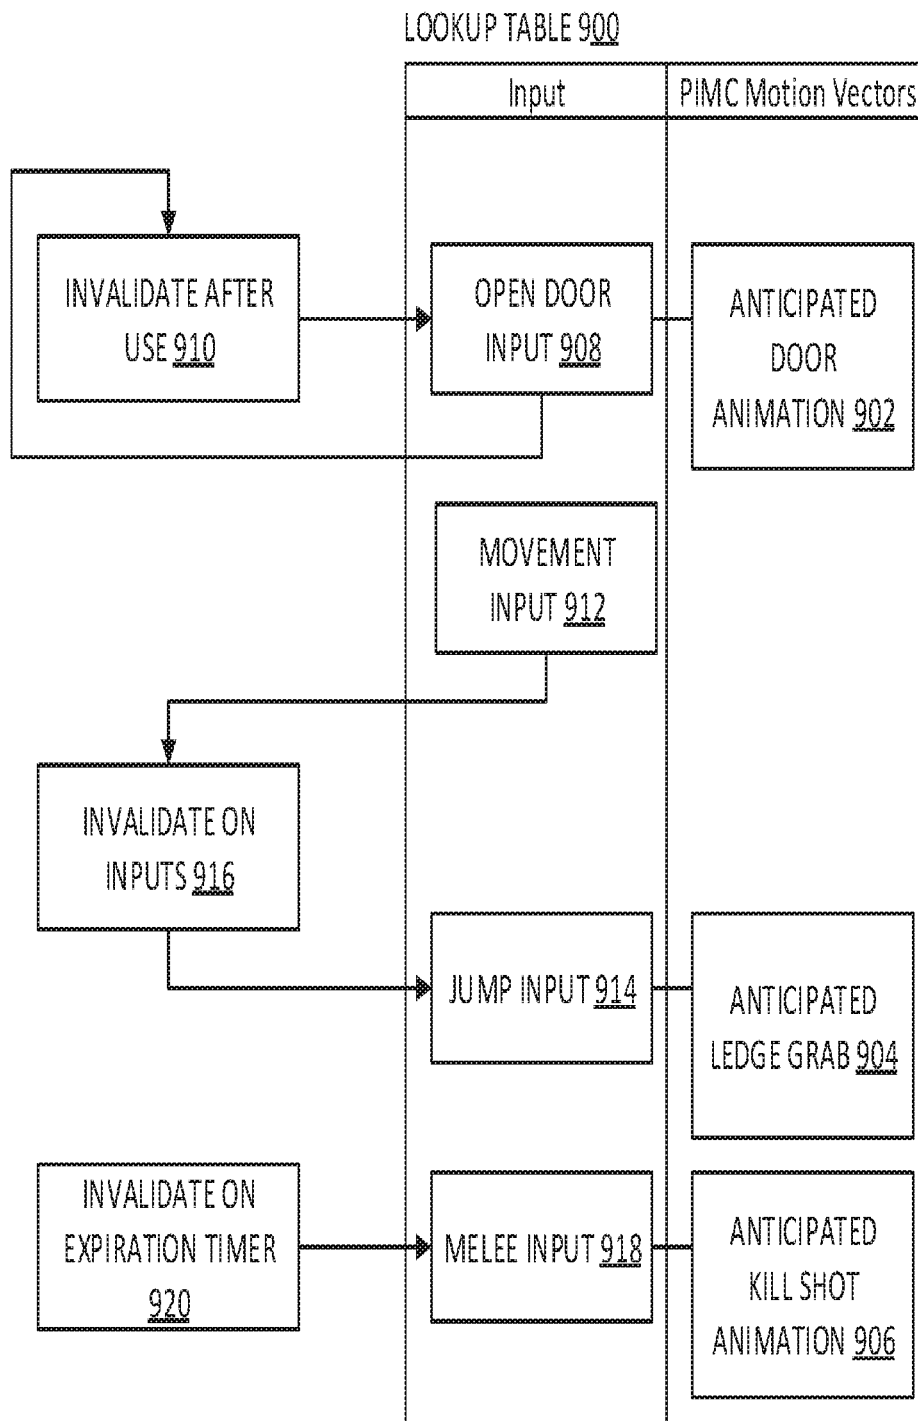 LOOKUP TABLE 900
Input
PIMC Motion Vectors
INVALIDATE AFTER
USE 910
OPEN DOOR
INPUT 908
ANTICIPATED
DOOR
ANIMATION 902
MOVEMENT
INPUT 912
INVALIDATE ON
INPUTS 916
JUMP INPUT 914
ANTICIPATED
LEDGE GRAB 904
INVALIDATE ON
EXPIRATION TIMER
920
MELEE INPUT 918
ANTICIPATED
KILL SHOT
ANIMATION 906